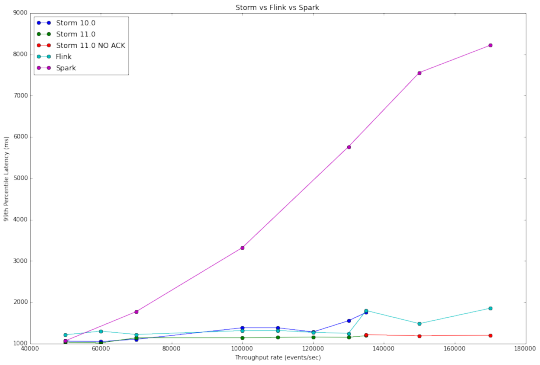 Storm vs Flink vs Spark
Storm 10.0
Storm 11.0
Storm 11.0 NO ACK
Flink
Spark
9000
8000
7000
6000
5000
4000
3000
2000
1000
99th Percentile Latency (ms)
40000 60000 80000 100000 120000 140000 160000 180000
Throughput rate (events/sec)